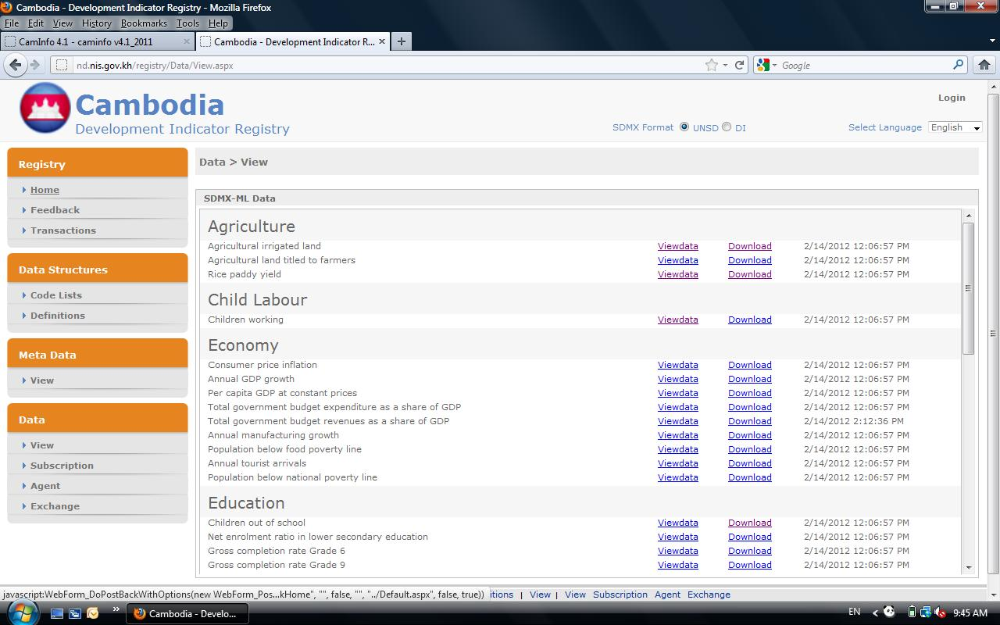 Cambodia - Development Indicator Registry - Mozilla Firefox
File Edit View History Bookmarks Tools Help
CamInfo 4.1 - caminfo v4.1_2011 × Cambodia - Development Indicator R... × +
nd.nis.gov.kh/registry/Data/View.aspx Google
Cambodia
Development Indicator Registry
Login
SDMX Format UNSD DI Select Language English
Registry
Home
Feedback
Transactions
Data Structures
Code Lists
Definitions
Meta Data
View
Data
View
Subscription
Agent
Exchange
Data > View
SDMX-ML Data
Agriculture
Agricultural irrigated land Viewdata Download 2/14/2012 12:06:57 PM
Agricultural land titled to farmers Viewdata Download 2/14/2012 12:06:57 PM
Rice paddy yield Viewdata Download 2/14/2012 12:06:57 PM
Child Labour
Children working Viewdata Download 2/14/2012 12:06:57 PM
Economy
Consumer price inflation Viewdata Download 2/14/2012 12:06:57 PM
Annual GDP growth Viewdata Download 2/14/2012 12:06:57 PM
Per capita GDP at constant prices Viewdata Download 2/14/2012 12:06:57 PM
Total government budget expenditure as a share of GDP Viewdata Download 2/14/2012 12:06:57 PM
Total government budget revenues as a share of GDP Viewdata Download 2/14/2012 2:12:36 PM
Annual manufacturing growth Viewdata Download 2/14/2012 12:06:57 PM
Population below food poverty line Viewdata Download 2/14/2012 12:06:57 PM
Annual tourist arrivals Viewdata Download 2/14/2012 12:06:57 PM
Population below national poverty line Viewdata Download 2/14/2012 12:06:57 PM
Education
Children out of school Viewdata Download 2/14/2012 12:06:57 PM
Net enrolment ratio in lower secondary education Viewdata Download 2/14/2012 12:06:57 PM
Gross completion rate Grade 6 Viewdata Download 2/14/2012 12:06:57 PM
Gross completion rate Grade 9 Viewdata Download 2/14/2012 12:06:57 PM
javascript:WebForm_DoPostBackWithOptions(new WebForm_Pos...kHome", "", false, "", "../Default.aspx", false, true)) itions | View | View Subscription Agent Exchange
» Cambodia - Develo... EN < 9:45 AM